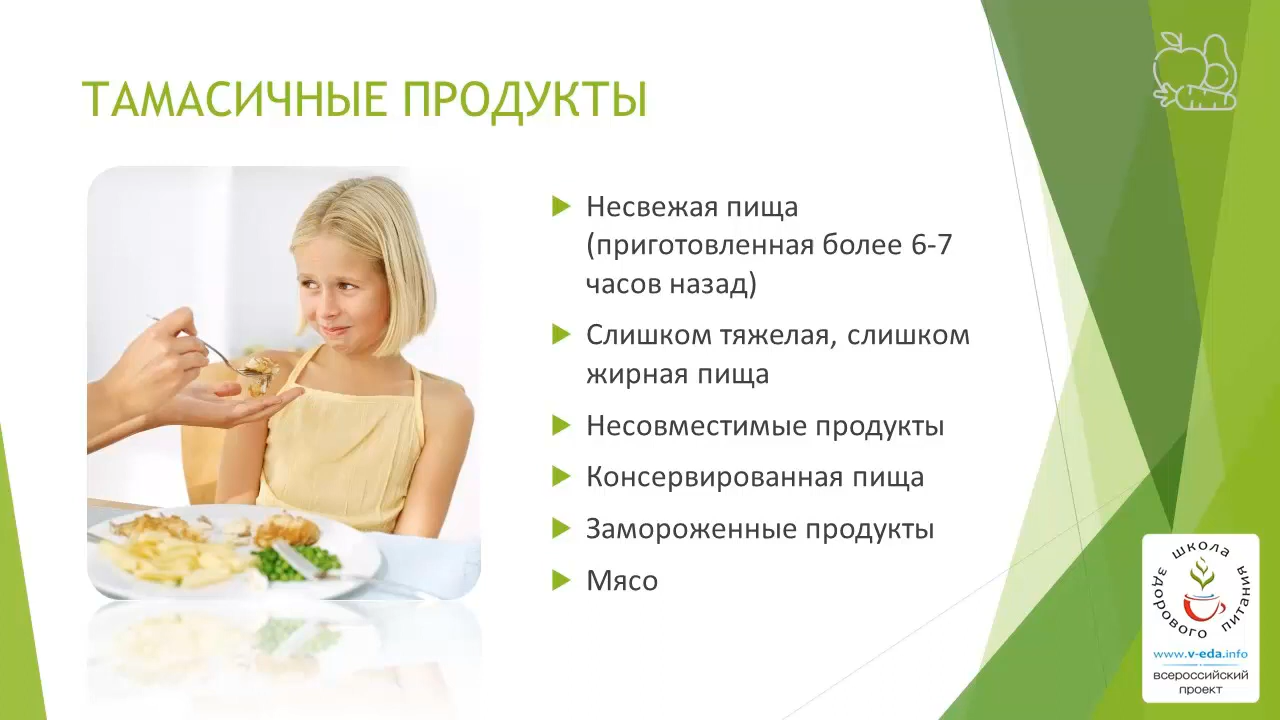 ТАМАСИЧНЫЕ ПРОДУКТЫ
Несвежая пища
(приготовленная более 6-7
часов назад)
Слишком тяжелая, слишком
жирная пища
Несовместимые продукты
Консервированная пища
Замороженные продукты
Мясо
школа
здорового питания
www.v-eda.info
всероссийский
проект